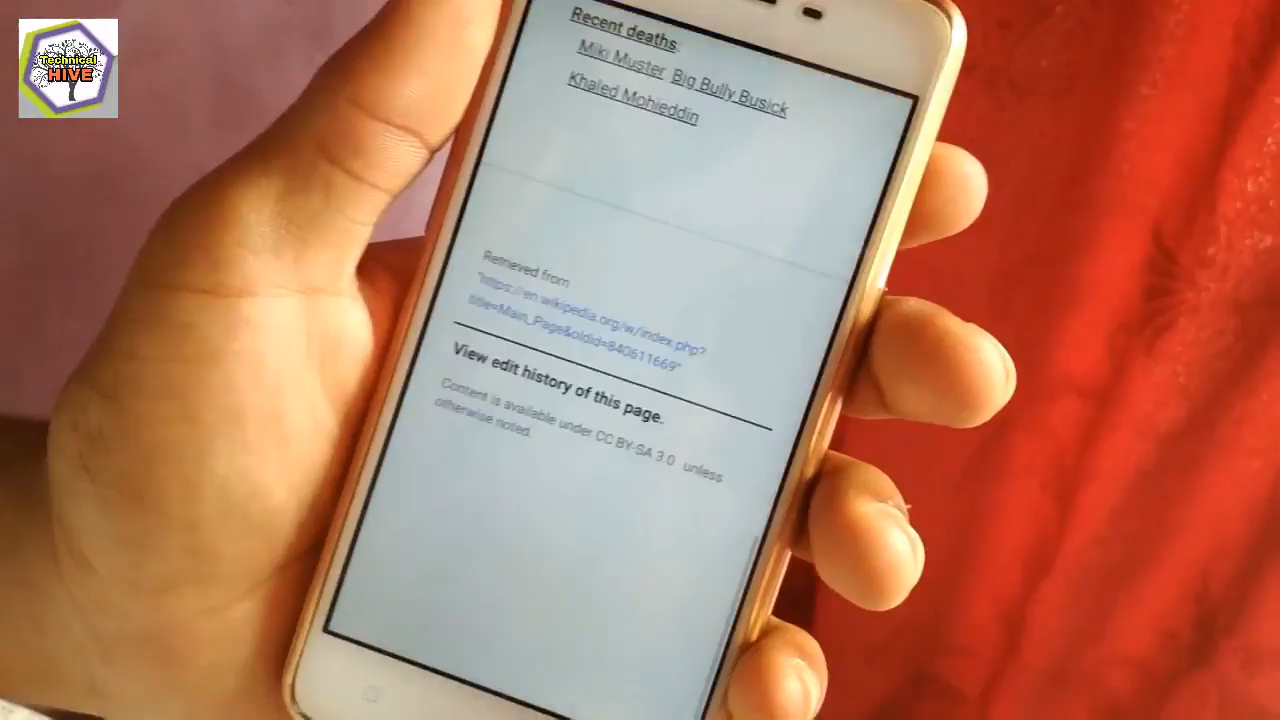 Technical
HIVE
Recent deaths
Miki Muster Big Bully Busick
Khaled Mohieddin
Retrieved from
"https://en.wikipedia.org/w/index.php?
title=Main_Page&oldid=840611669"
View edit history of this page.
Content is available under CC BY-SA 3.0 unless
otherwise noted.